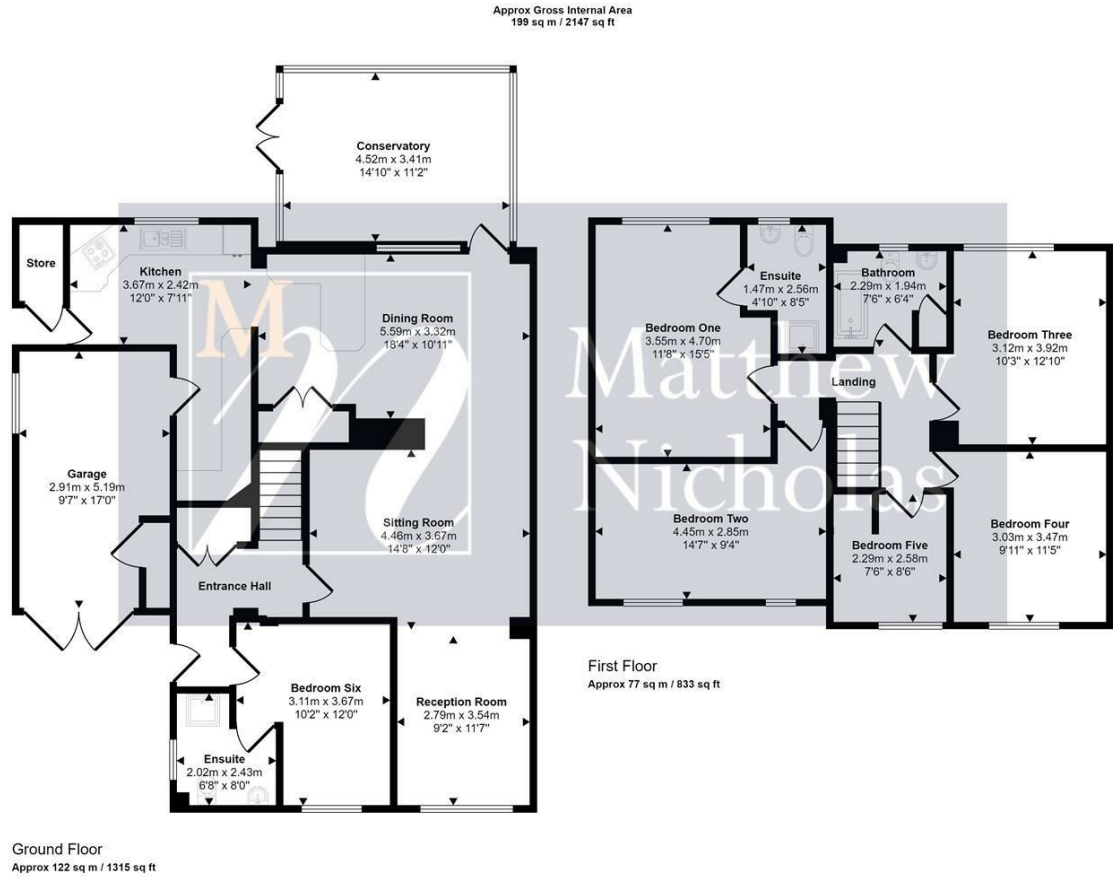 Approx Gross Internal Area
199 sq m / 2147 sq ft
Conservatory
4.52m x 3.41m
14'10" x 11'2"
Store
Kitchen
3.67m x 2.42m
12'0" x 7'11"
Dining Room
5.59m x 3.32m
18'4" x 10'11"
Garage
2.91m x 5.19m
9'7" x 17'0"
Sitting Room
4.46m x 3.67m
14'8" x 12'0"
Entrance Hall
Bedroom Six
3.11m x 3.67m
10'2" x 12'0"
Reception Room
2.79m x 3.54m
9'2" x 11'7"
Ensuite
2.02m x 2.43m
6'8" x 8'0"
Ground Floor
Approx 122 sq m / 1315 sq ft
Bedroom One
3.55m x 4.70m
11'8" x 15'5"
Ensuite
1.47m x 2.56m
4'10" x 8'5"
Bathroom
2.29m x 1.94m
7'6" x 6'4"
Bedroom Three
3.12m x 3.92m
10'3" x 12'10"
Landing
Bedroom Two
4.45m x 2.85m
14'7" x 9'4"
Bedroom Five
2.29m x 2.58m
7'6" x 8'6"
Bedroom Four
3.03m x 3.47m
9'11" x 11'5"
First Floor
Approx 77 sq m / 833 sq ft
M
n
Matthew
Nicholas